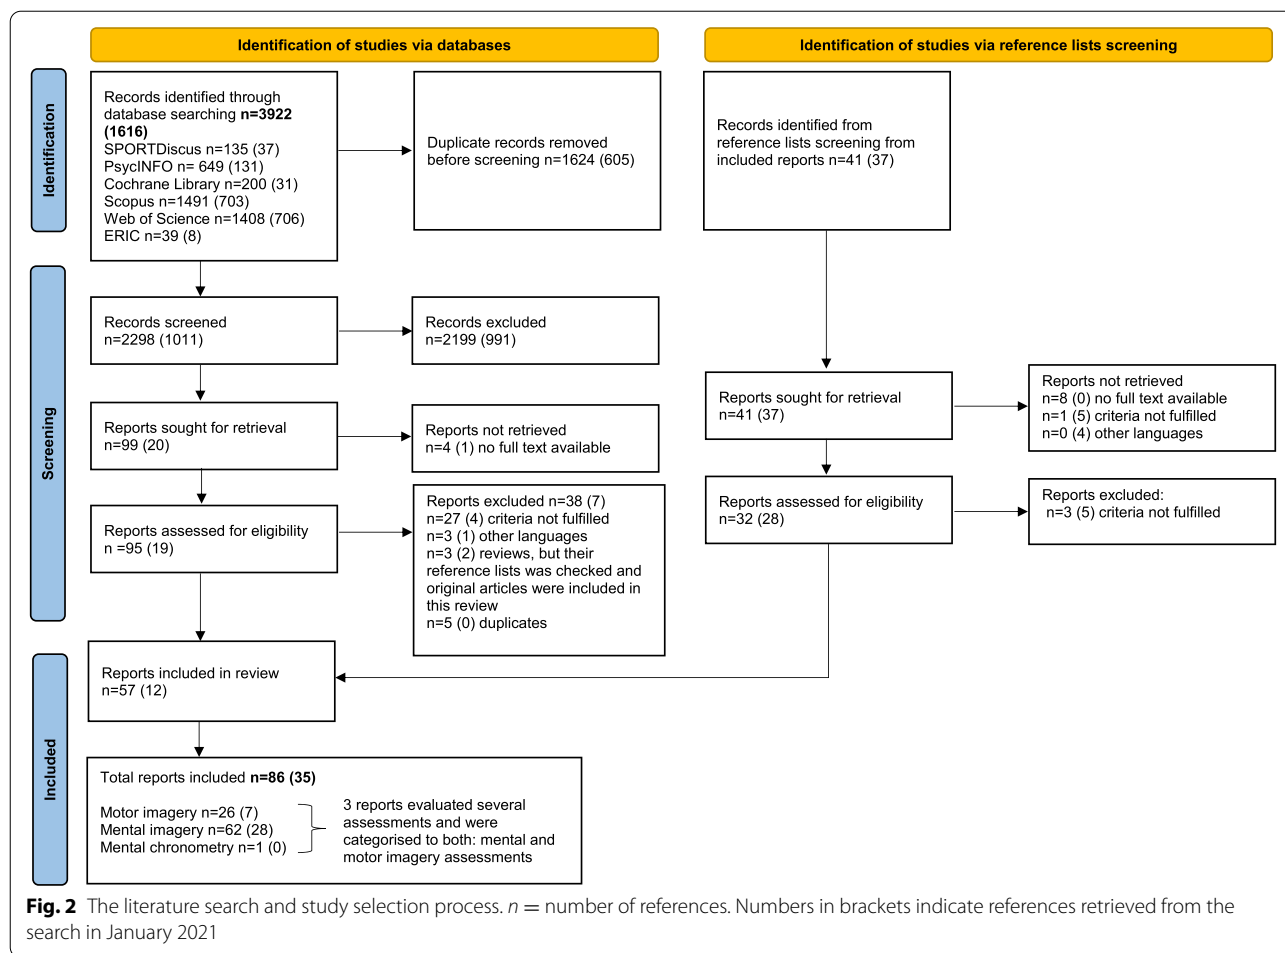 Identification of studies via databases
Identification of studies via reference lists screening
Identification
Records identified through
database searching n=3922
(1616)
SPORTDiscus n=135 (37)
PsycINFO n= 649 (131)
Cochrane Library n=200 (31)
Scopus n=1491 (703)
Web of Science n=1408 (706)
ERIC n=39 (8)
Duplicate records removed
before screening n=1624 (605)
Records identified from
reference lists screening from
included reports n=41 (37)
Screening
Records screened
n=2298 (1011)
Records excluded
n=2199 (991)
Reports sought for retrieval
n=99 (20)
Reports not retrieved
n=4 (1) no full text available
Reports sought for retrieval
n=41 (37)
Reports not retrieved
n=8 (0) no full text available
n=1 (5) criteria not fulfilled
n=0 (4) other languages
Reports assessed for eligibility
n =95 (19)
Reports excluded n=38 (7)
n=27 (4) criteria not fulfilled
n=3 (1) other languages
n=3 (2) reviews, but their
reference lists was checked and
original articles were included in
this review
n=5 (0) duplicates
Reports assessed for eligibility
n=32 (28)
Reports excluded:
n=3 (5) criteria not fulfilled
Included
Reports included in review
n=57 (12)
Total reports included n=86 (35)
Motor imagery n=26 (7)
Mental imagery n=62 (28)
Mental chronometry n=1 (0)
3 reports evaluated several
assessments and were
categorised to both: mental and
motor imagery assessments
Fig. 2 The literature search and study selection process. n = number of references. Numbers in brackets indicate references retrieved from the
search in January 2021